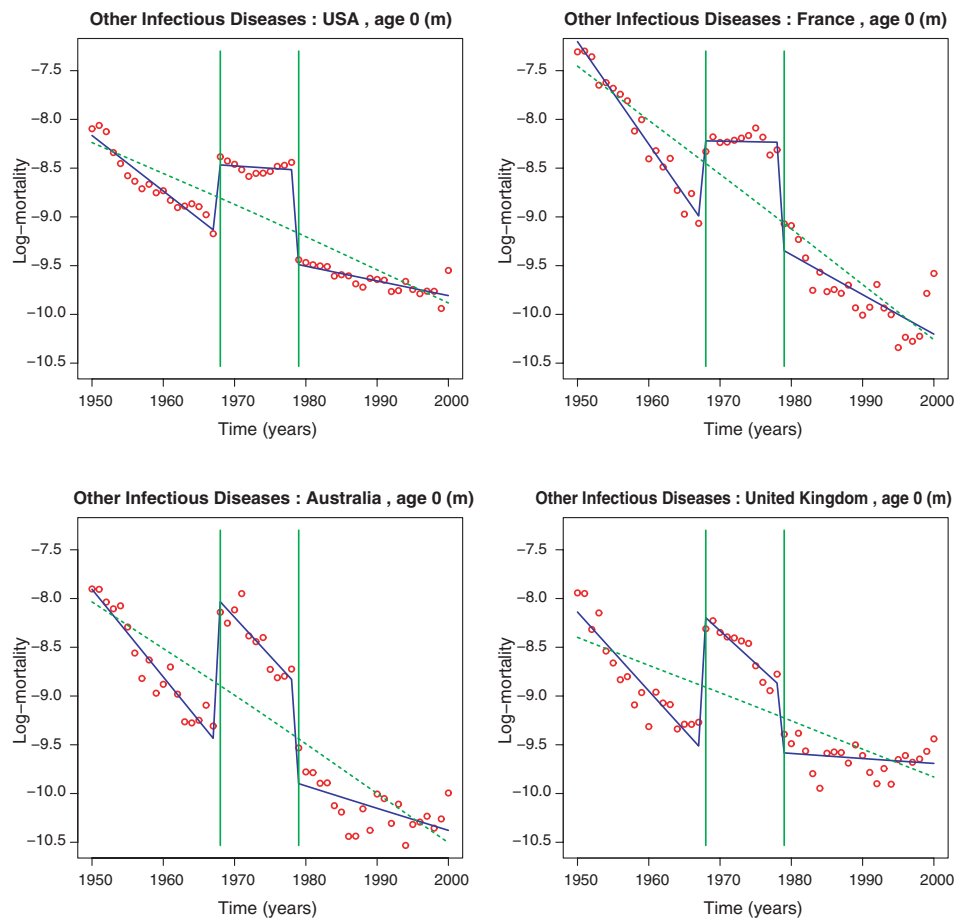 Other Infectious Diseases : USA , age 0 (m)
Log−mortality
−7.5
−8.0
−8.5
−9.0
−9.5
−10.0
−10.5
1950 1960 1970 1980 1990 2000
Time (years)
Other Infectious Diseases : France , age 0 (m)
Log−mortality
−7.5
−8.0
−8.5
−9.0
−9.5
−10.0
−10.5
1950 1960 1970 1980 1990 2000
Time (years)
Other Infectious Diseases : Australia , age 0 (m)
Log−mortality
−7.5
−8.0
−8.5
−9.0
−9.5
−10.0
−10.5
1950 1960 1970 1980 1990 2000
Time (years)
Other Infectious Diseases : United Kingdom , age 0 (m)
Log−mortality
−7.5
−8.0
−8.5
−9.0
−9.5
−10.0
−10.5
1950 1960 1970 1980 1990 2000
Time (years)